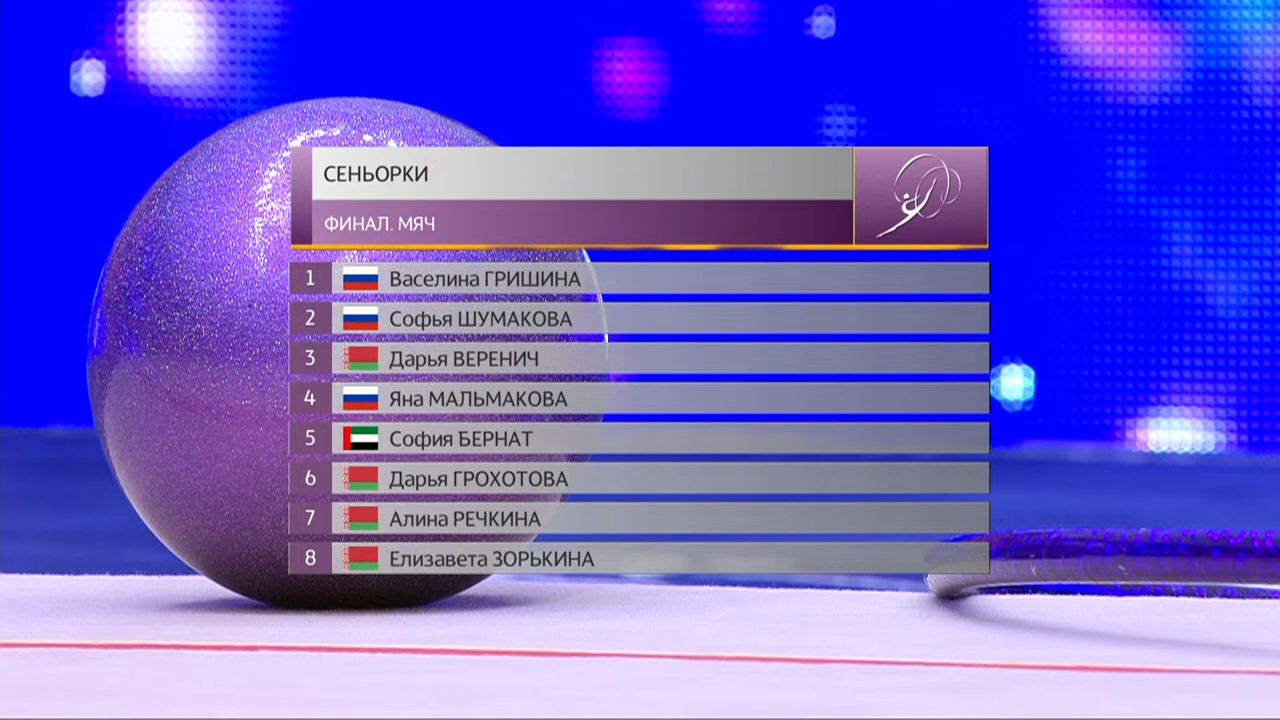 СЕНЬОРКИ
ФИНАЛ. МЯЧ
1 Васелина ГРИШИНА
2 Софья ШУМАКОВА
3 Дарья ВЕРЕНИЧ
4 Яна МАЛЬМАКОВА
5 София БЕРНАТ
6 Дарья ГРОХОТОВА
7 Алина РЕЧКИНА
8 Елизавета ЗОРЬКИНА